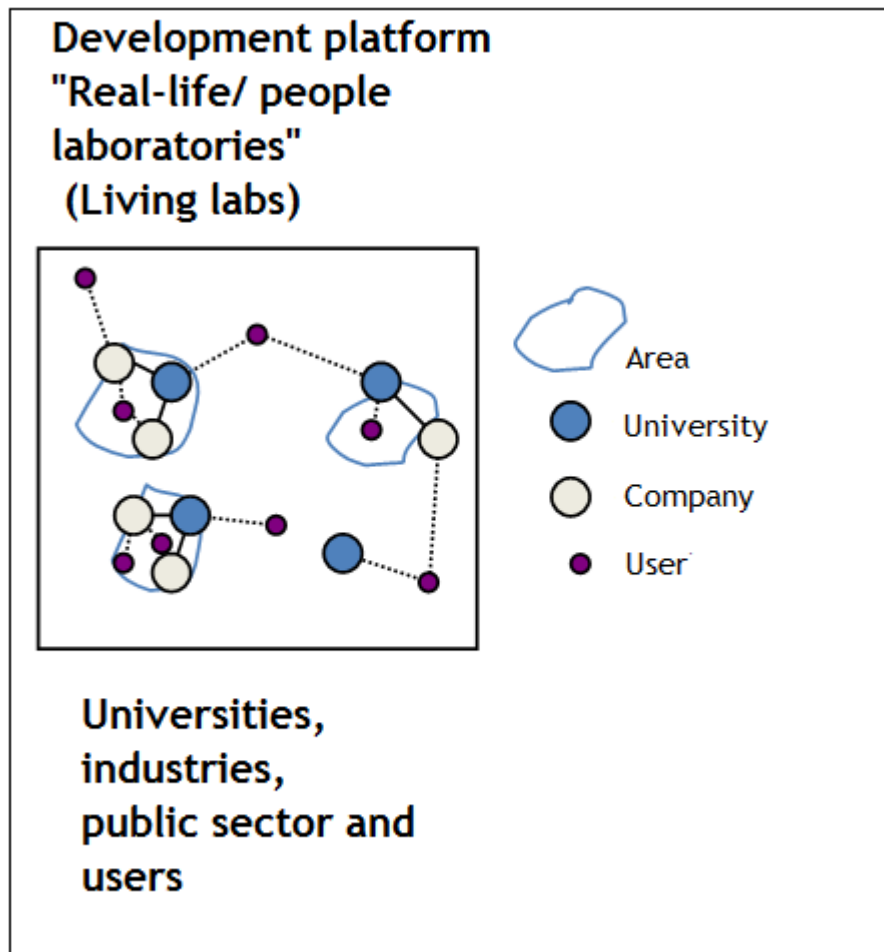 Development platform
"Real-life/ people
laboratories"
(Living labs)
Area
University
Company
User
Universities,
industries,
public sector and
users